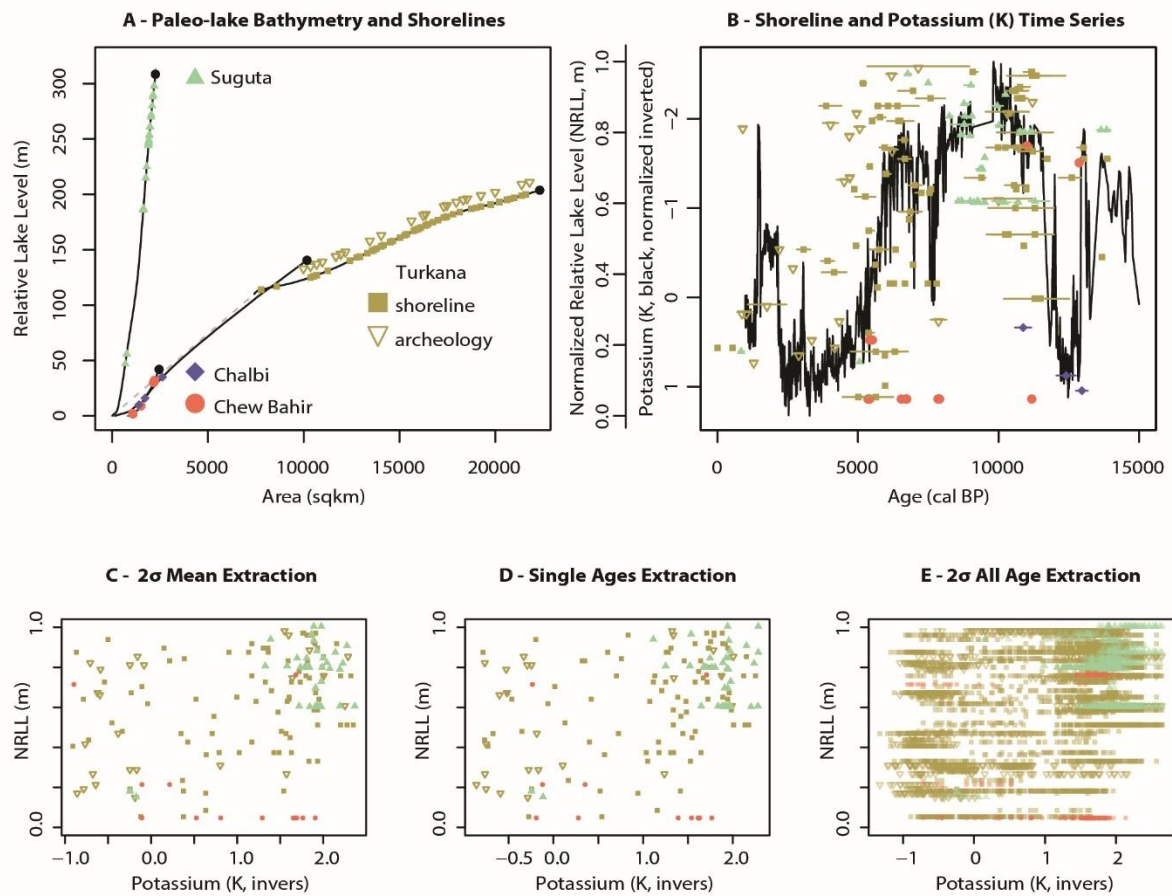 A - Paleo-lake Bathymetry and Shorelines
Relative Lake Level (m)
300
250
200
150
100
50
0
Suguta
Turkana
shoreline
archeology
Chalbi
Chew Bahir
0 5000 10000 15000 20000
Area (sqkm)
B - Shoreline and Potassium (K) Time Series
Normalized Relative Lake Level (NRLL, m)
1.0
0.8
0.6
0.4
0.2
0.0
Potassium (K, black, normalized inverted)
−2
−1
0
1
0 5000 10000 15000
Age (cal BP)
C - 2σ Mean Extraction
NRLL (m)
1.0
0.0
−1.0 0.0 1.0 2.0
Potassium (K, invers)
D - Single Ages Extraction
NRLL (m)
1.0
0.0
−0.5 0.0 1.0 2.0
Potassium (K, invers)
E - 2σ All Age Extraction
NRLL (m)
1.0
0.0
−1 0 1 2
Potassium (K, invers)